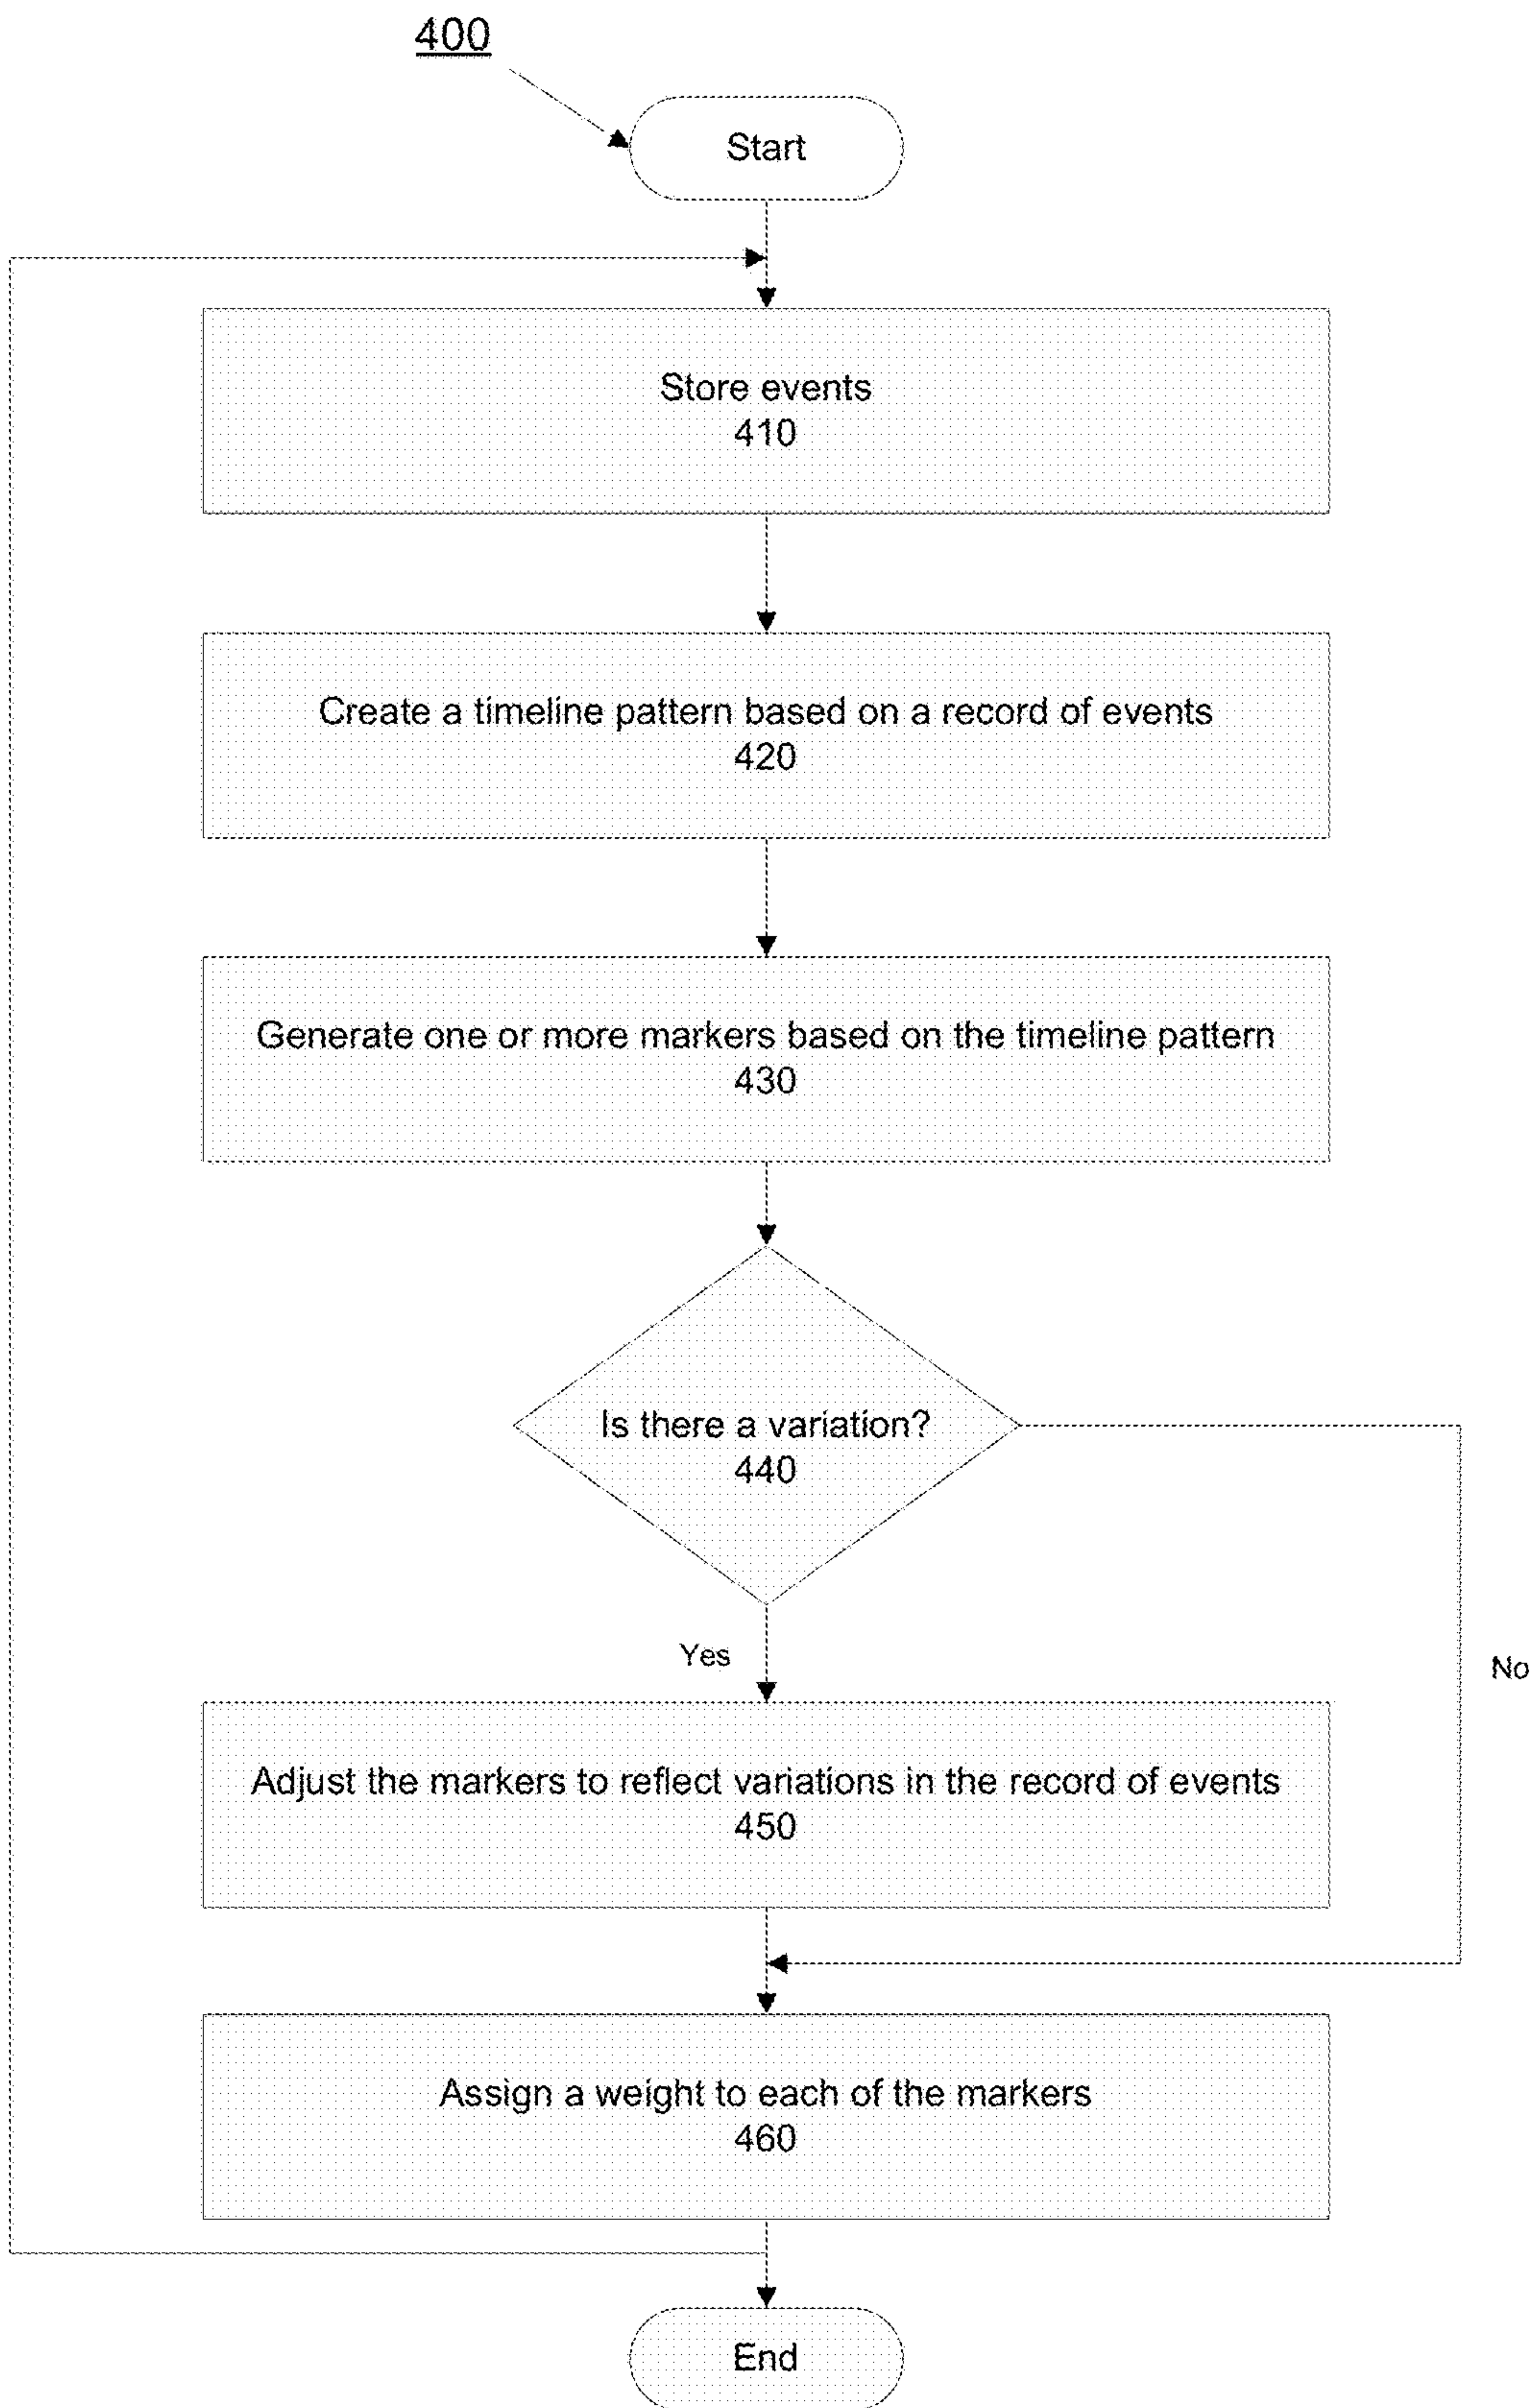 400
Start
Store events
410
Create a timeline pattern based on a record of events
420
Generate one or more markers based on the timeline pattern
430
Is there a variation?
440
Yes
No
Adjust the markers to reflect variations in the record of events
450
Assign a weight to each of the markers
460
End